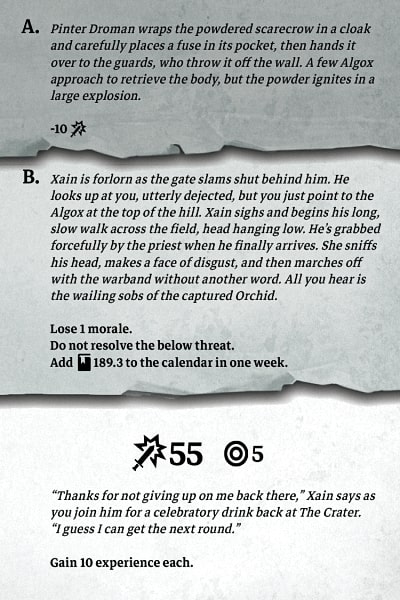 A. Pinter Droman wraps the powdered scarecrow in a cloak
and carefully places a fuse in its pocket, then hands it
over to the guards, who throw it off the wall. A few Algox
approach to retrieve the body, but the powder ignites in a
large explosion.
-10
B. Xain is forlorn as the gate slams shut behind him. He
looks up at you, utterly dejected, but you just point to the
Algox at the top of the hill. Xain sighs and begins his long,
slow walk across the field, head hanging low. He’s grabbed
forcefully by the priest when he finally arrives. She sniffs
his head, makes a face of disgust, and then marches off
with the warband without another word. All you hear is
the wailing sobs of the captured Orchid.
Lose 1 morale.
Do not resolve the below threat.
Add 189.3 to the calendar in one week.
55 5
“Thanks for not giving up on me back there,” Xain says as
you join him for a celebratory drink back at The Crater.
“I guess I can get the next round.”
Gain 10 experience each.